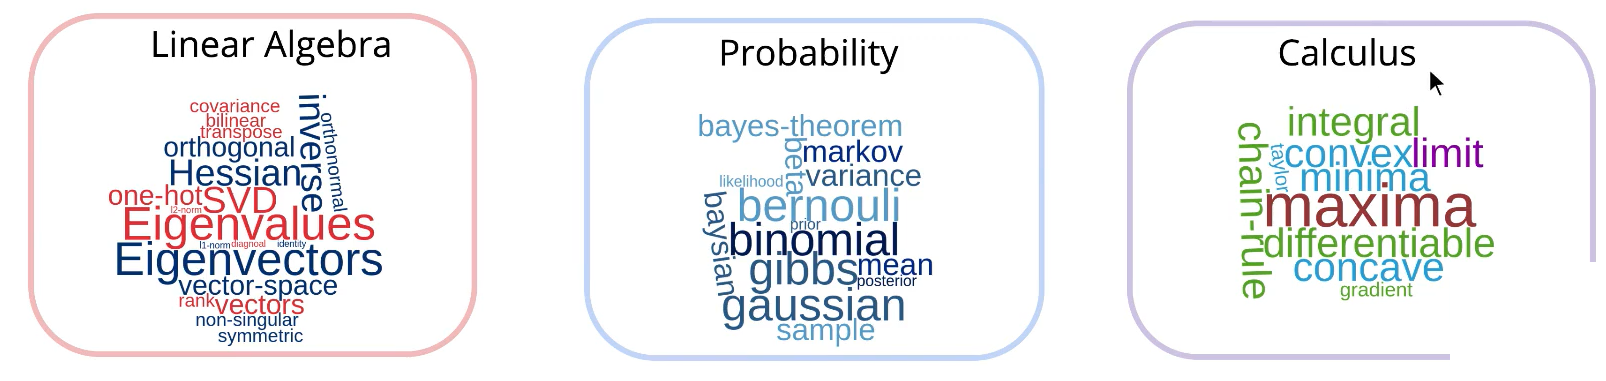 Linear Algebra
covariance
bilinear
transpose
inverse
orthonormal
orthogonal
Hessian
one-hot
SVD
l2-norm
Eigenvalues
l1-norm
diagnoal
identity
Eigenvectors
vector-space
rank
vectors
non-singular
symmetric
Probability
bayes-theorem
beta
markov
likelihood
variance
baysian
bernouli
prior
binomial
gibbs
mean
posterior
gaussian
sample
Calculus
integral
chain-rule
taylor
convex
limit
minima
maxima
differentiable
concave
gradient